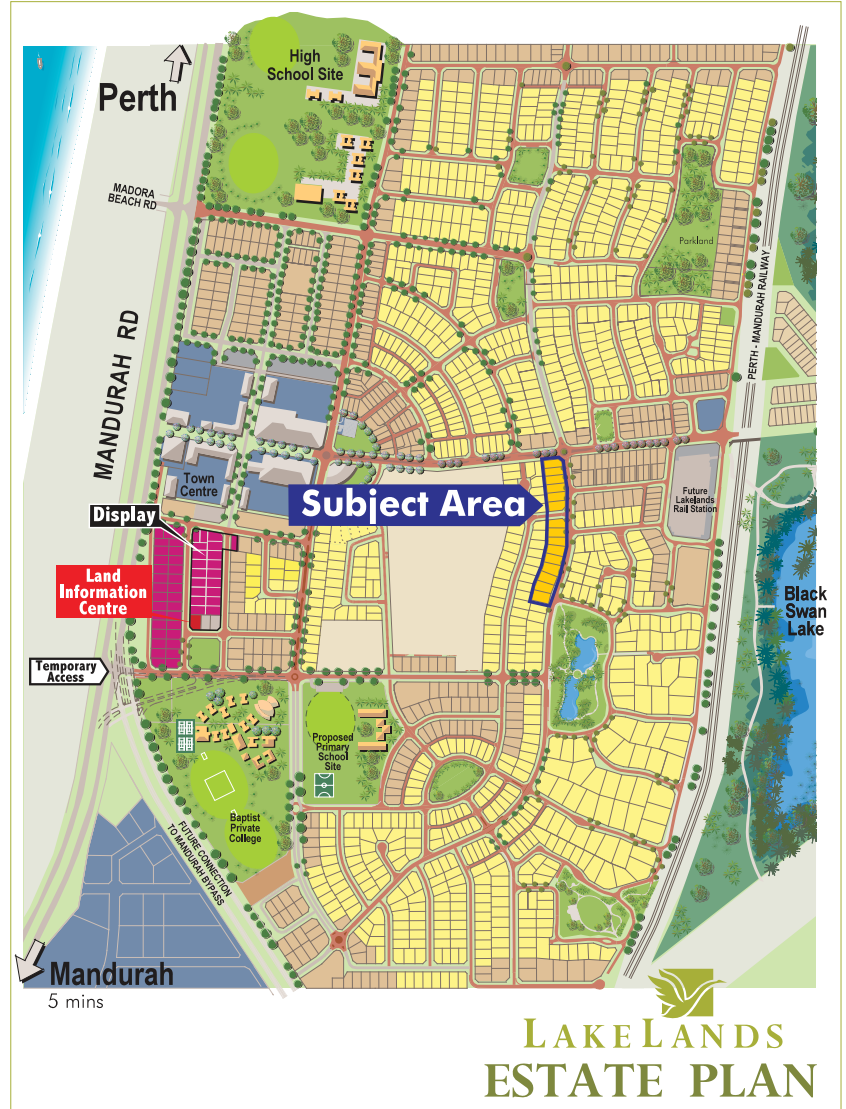 High
School Site
Perth
MADORA
BEACH RD
Parkland
MANDURAH RD
PERTH - MANDURAH RAILWAY
Town
Centre
Subject Area
Future
Lakelands
Rail Station
Display
Land
Information
Centre
Black
Swan
Lake
Temporary
Access
Proposed
Primary
School
Site
Baptist
Private
College
FUTURE CONNECTION
TO MANDURAH BYPASS
Mandurah
5 mins
LAKELANDS
ESTATE PLAN